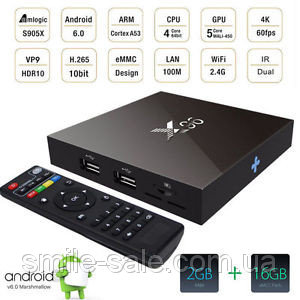 Amlogic
S905X
Android
6.0
ARM
Cortex A53
CPU
4 Core
64bit
GPU
5 Core
MALI-450
4K
60fps
VP9
HDR10
H.265
10bit
eMMC
Design
LAN
100M
WiFi
2.4G
IR
Dual
X96
OK
android
v6.0 Marshmallow
smile-sale.com.ua
2GB
+
16GB